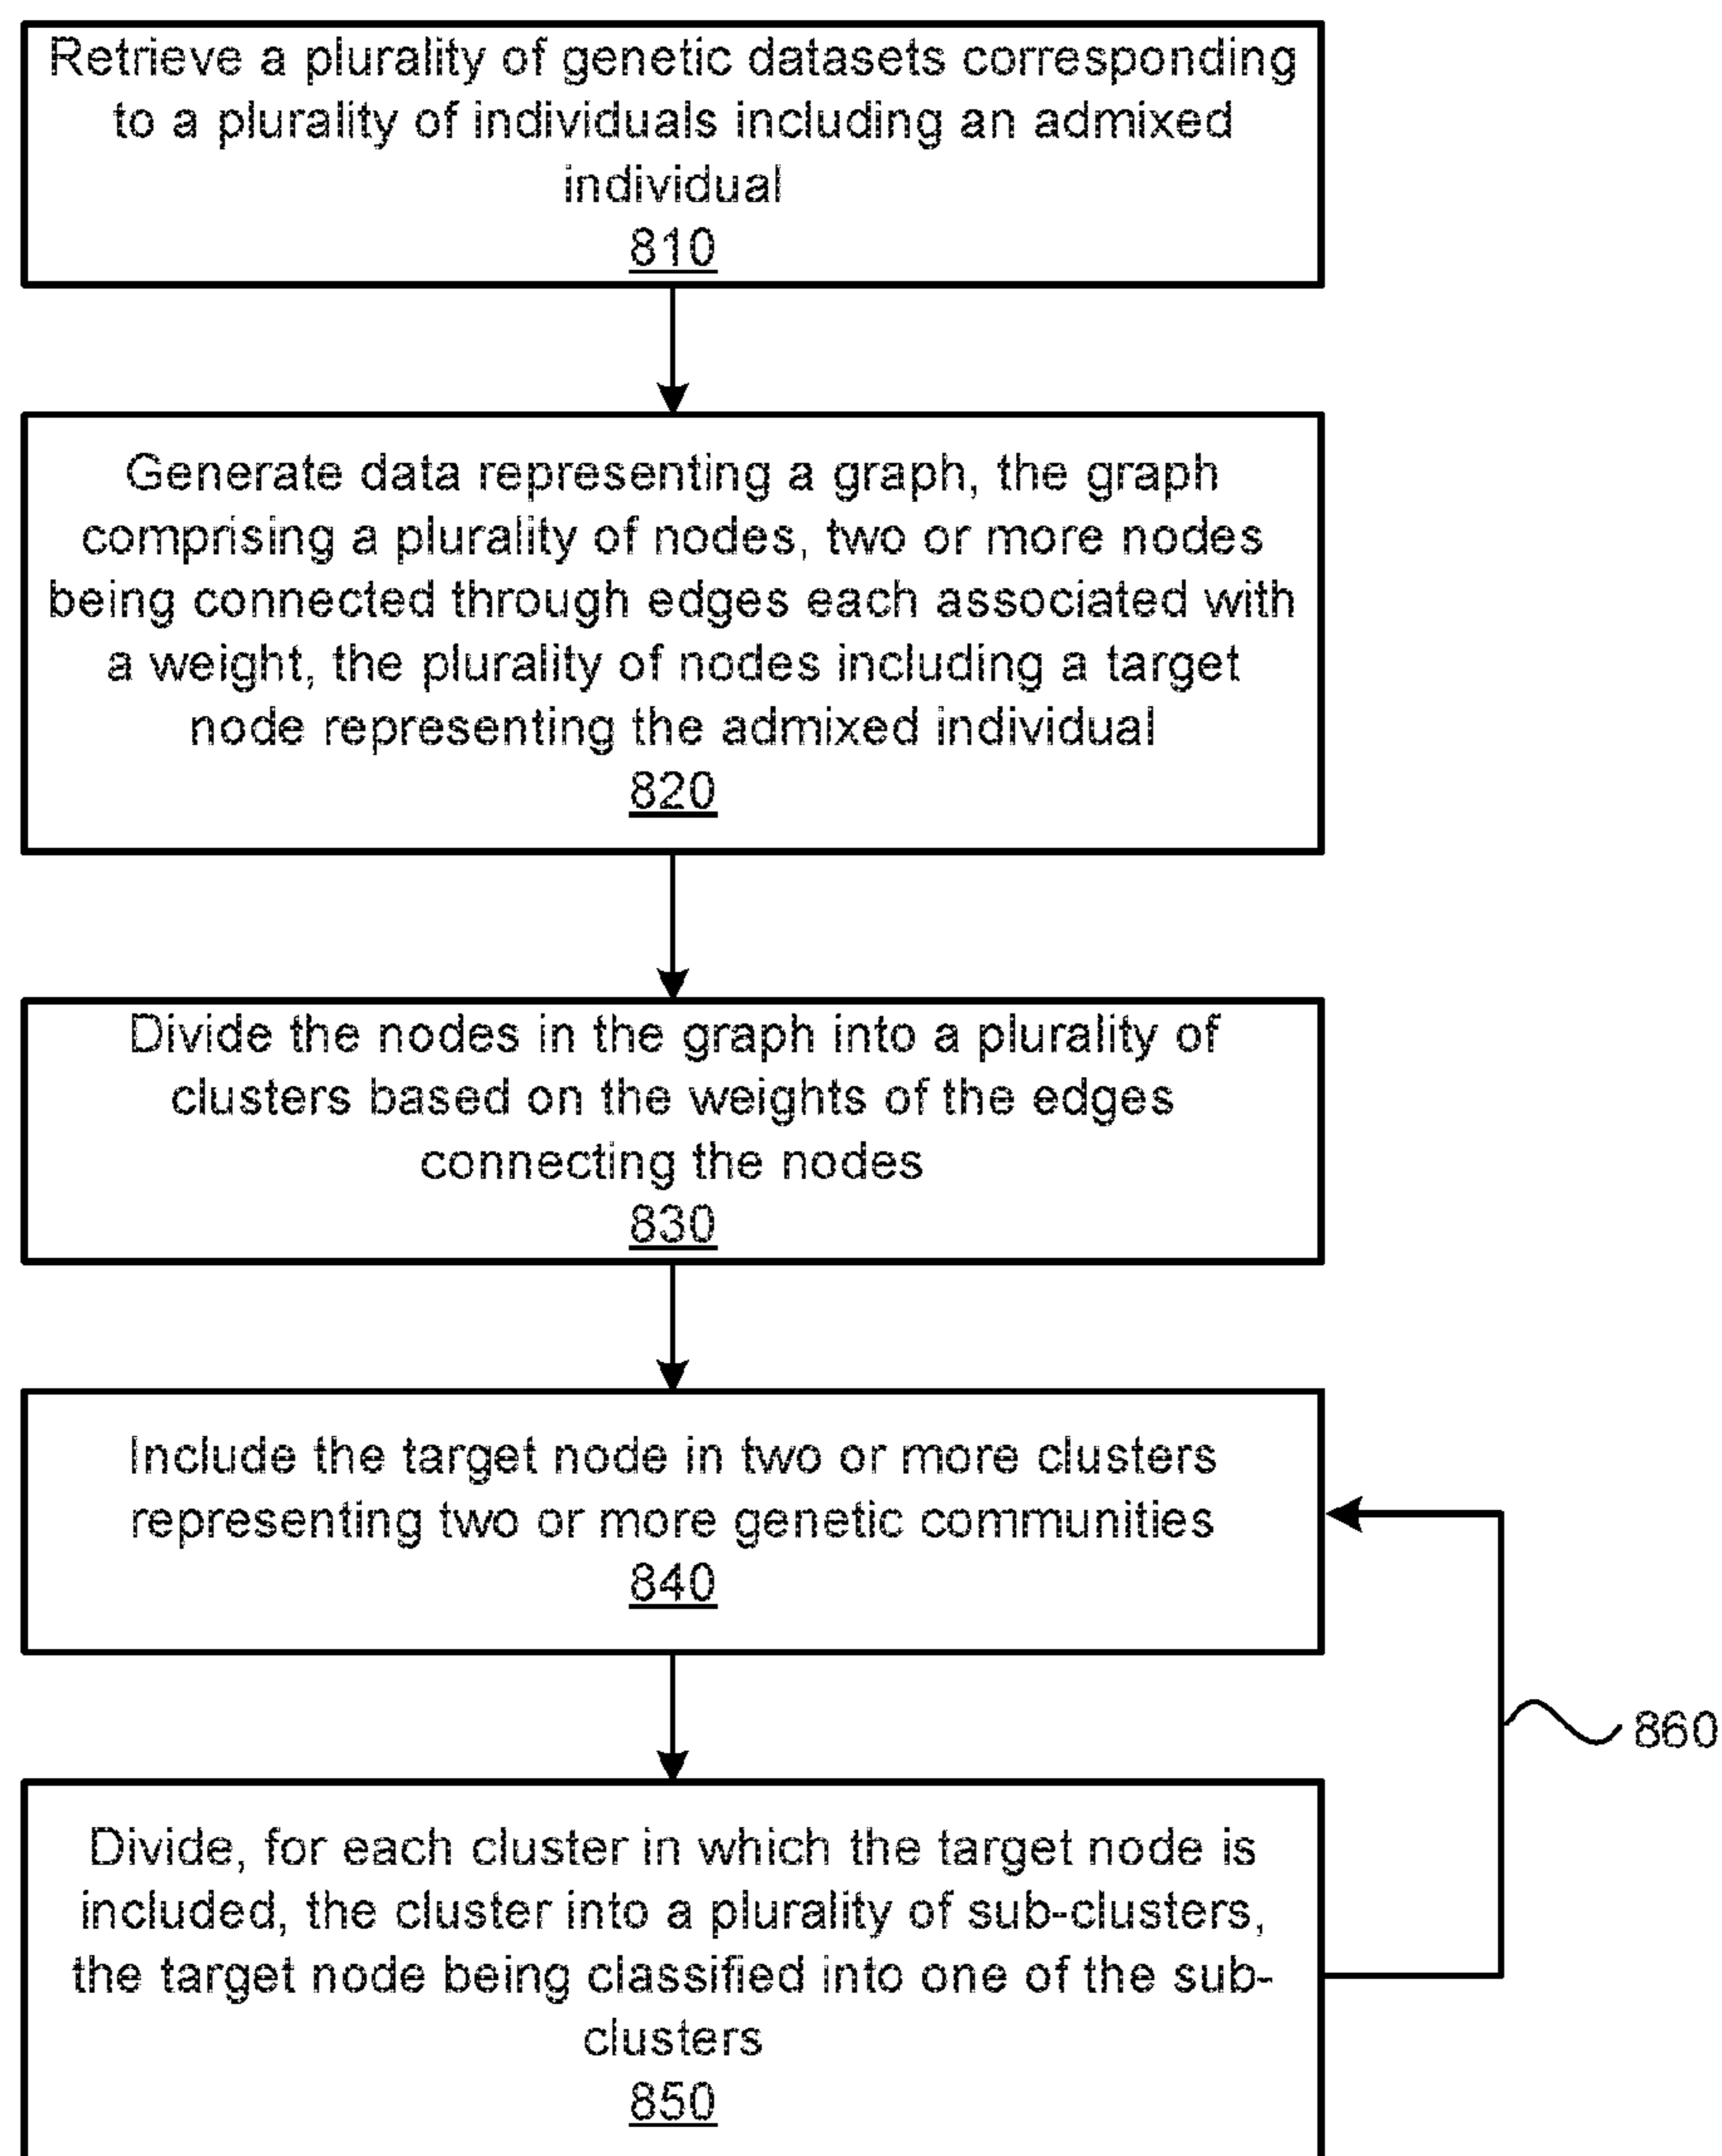 Retrieve a plurality of genetic datasets corresponding
to a plurality of individuals including an admixed
individual
810
Generate data representing a graph, the graph
comprising a plurality of nodes, two or more nodes
being connected through edges each associated with
a weight, the plurality of nodes including a target
node representing the admixed individual
820
Divide the nodes in the graph into a plurality of
clusters based on the weights of the edges
connecting the nodes
830
Include the target node in two or more clusters
representing two or more genetic communities
840
860
Divide, for each cluster in which the target node is
included, the cluster into a plurality of sub-clusters,
the target node being classified into one of the sub-
clusters
850